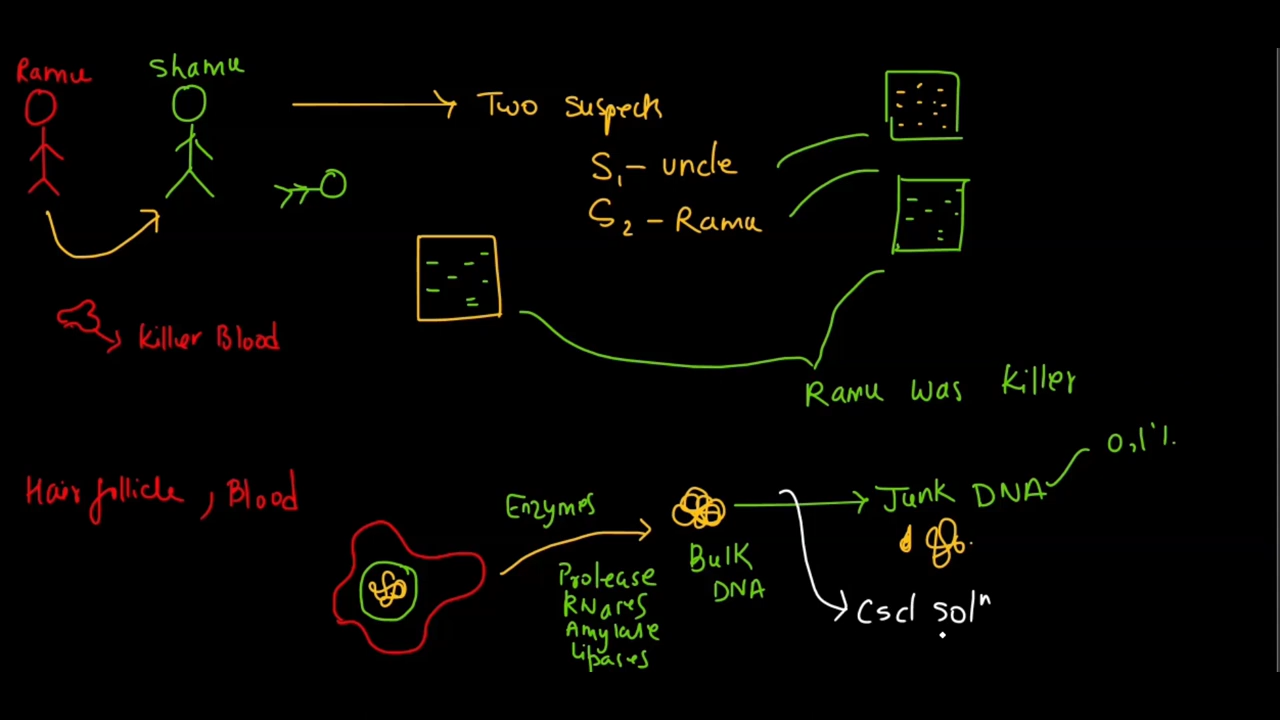 Ramu
Shamu
Two Suspects
S1 - uncle
S2 - Ramu
Killer Blood
Ramu was Killer
Hair follicle, Blood
Enzymes
Protease
RNases
Amylase
Lipases
Bulk
DNA
Junk DNA
0,1%
Cscl solⁿ